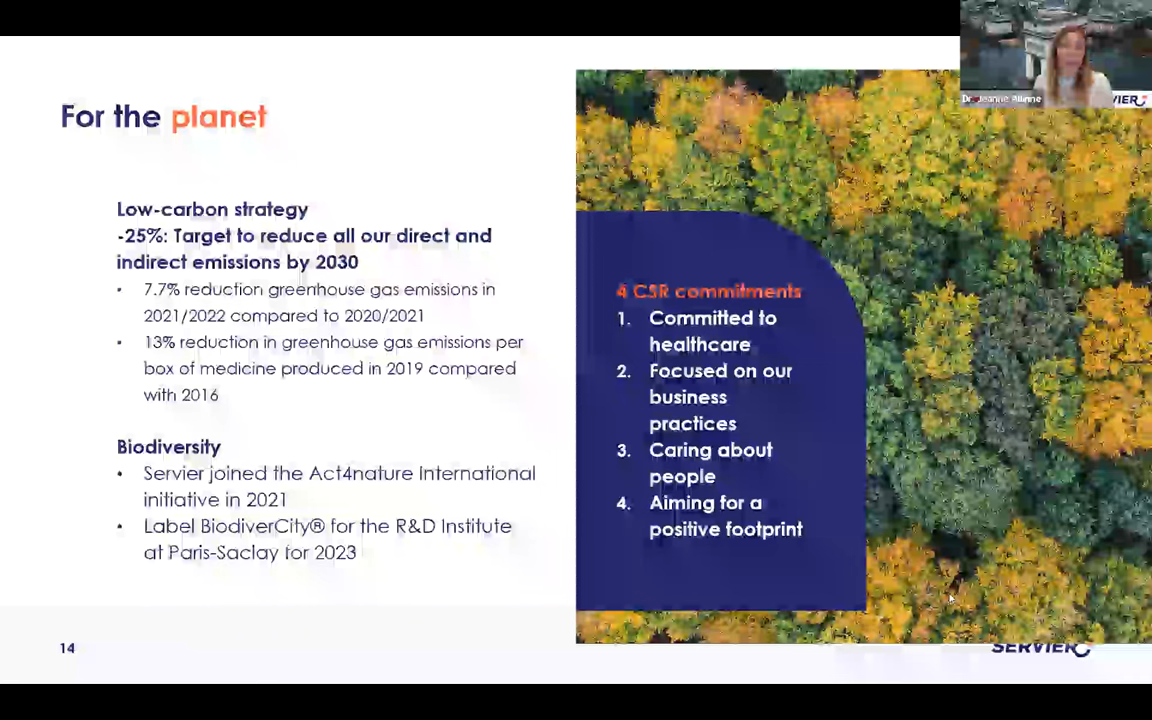 For the planet
Low-carbon strategy
-25%: Target to reduce all our direct and
indirect emissions by 2030
• 7.7% reduction greenhouse gas emissions in
2021/2022 compared to 2020/2021
• 13% reduction in greenhouse gas emissions per
box of medicine produced in 2019 compared
with 2016
Biodiversity
• Servier joined the Act4nature International
initiative in 2021
• Label BiodiverCity® for the R&D Institute
at Paris-Saclay for 2023
4 CSR commitments
1. Committed to
healthcare
2. Focused on our
business
practices
3. Caring about
people
4. Aiming for a
positive footprint
14
SERVIER
Jeanne